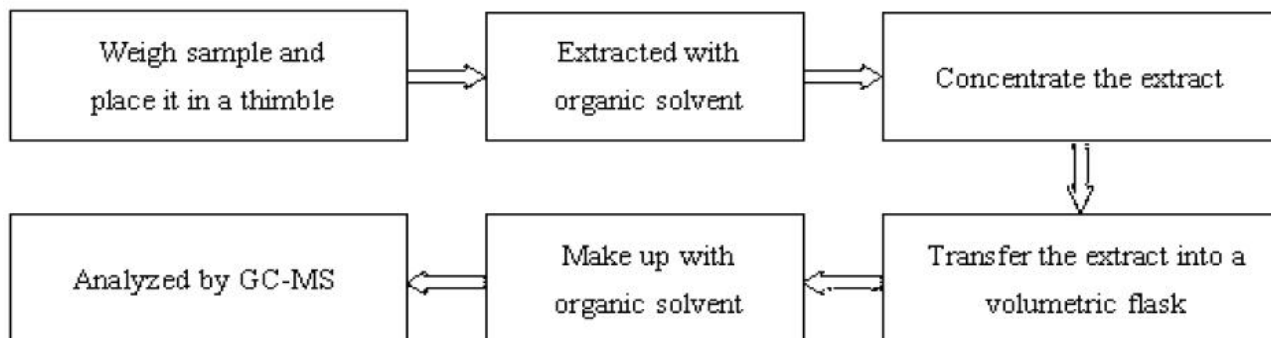 Weigh sample and
place it in a thimble
Extracted with
organic solvent
Concentrate the extract
Transfer the extract into a
volumetric flask
Make up with
organic solvent
Analyzed by GC-MS